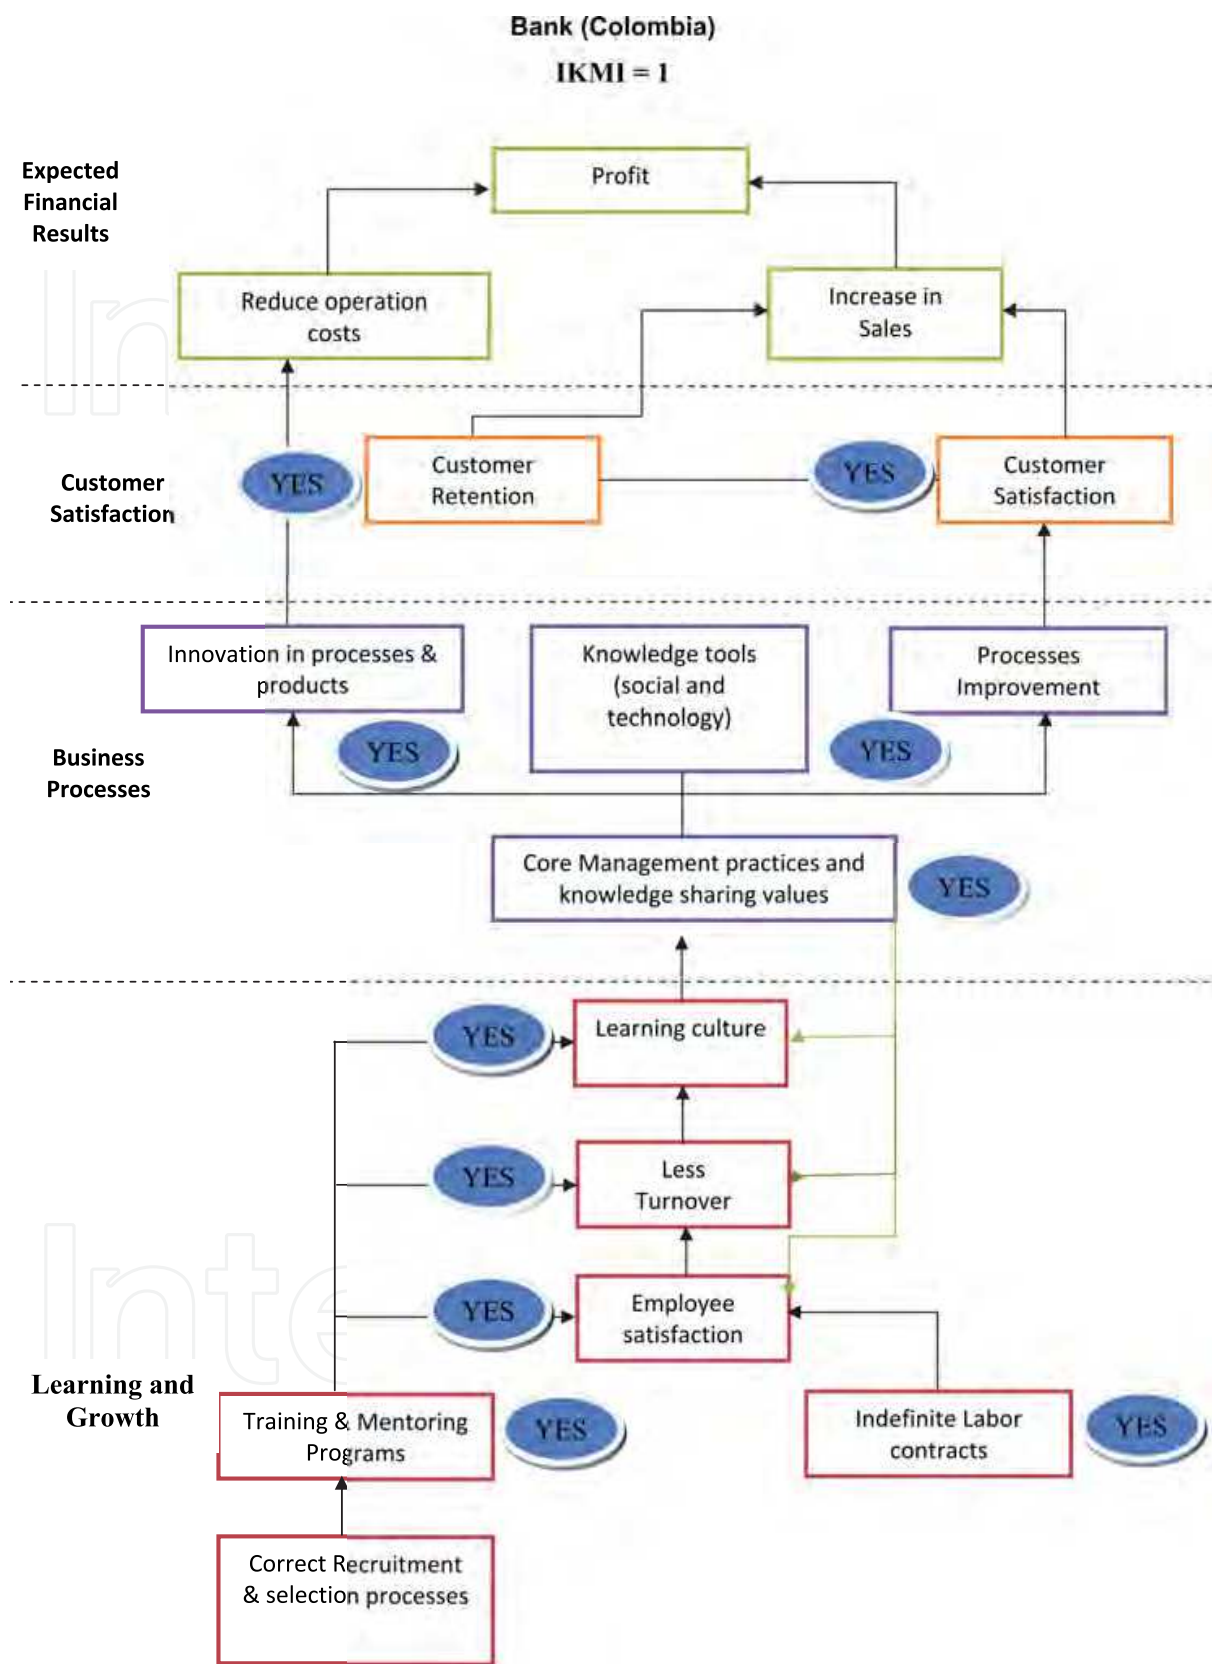 Bank (Colombia)
IKMI = 1
Expected
Financial
Results
Profit
Reduce operation
costs
Increase in
Sales
Customer
Satisfaction
YES
Customer
Retention
YES
Customer
Satisfaction
Innovation in processes &
products
Knowledge tools
(social and
technology)
Processes
Improvement
Business
Processes
YES
YES
Core Management practices and
knowledge sharing values
YES
YES
Learning culture
YES
Less
Turnover
YES
Employee
satisfaction
Learning and
Growth
Training & Mentoring
Programs
YES
Indefinite Labor
contracts
YES
Correct Recruitment
& selection processes
In
Inte